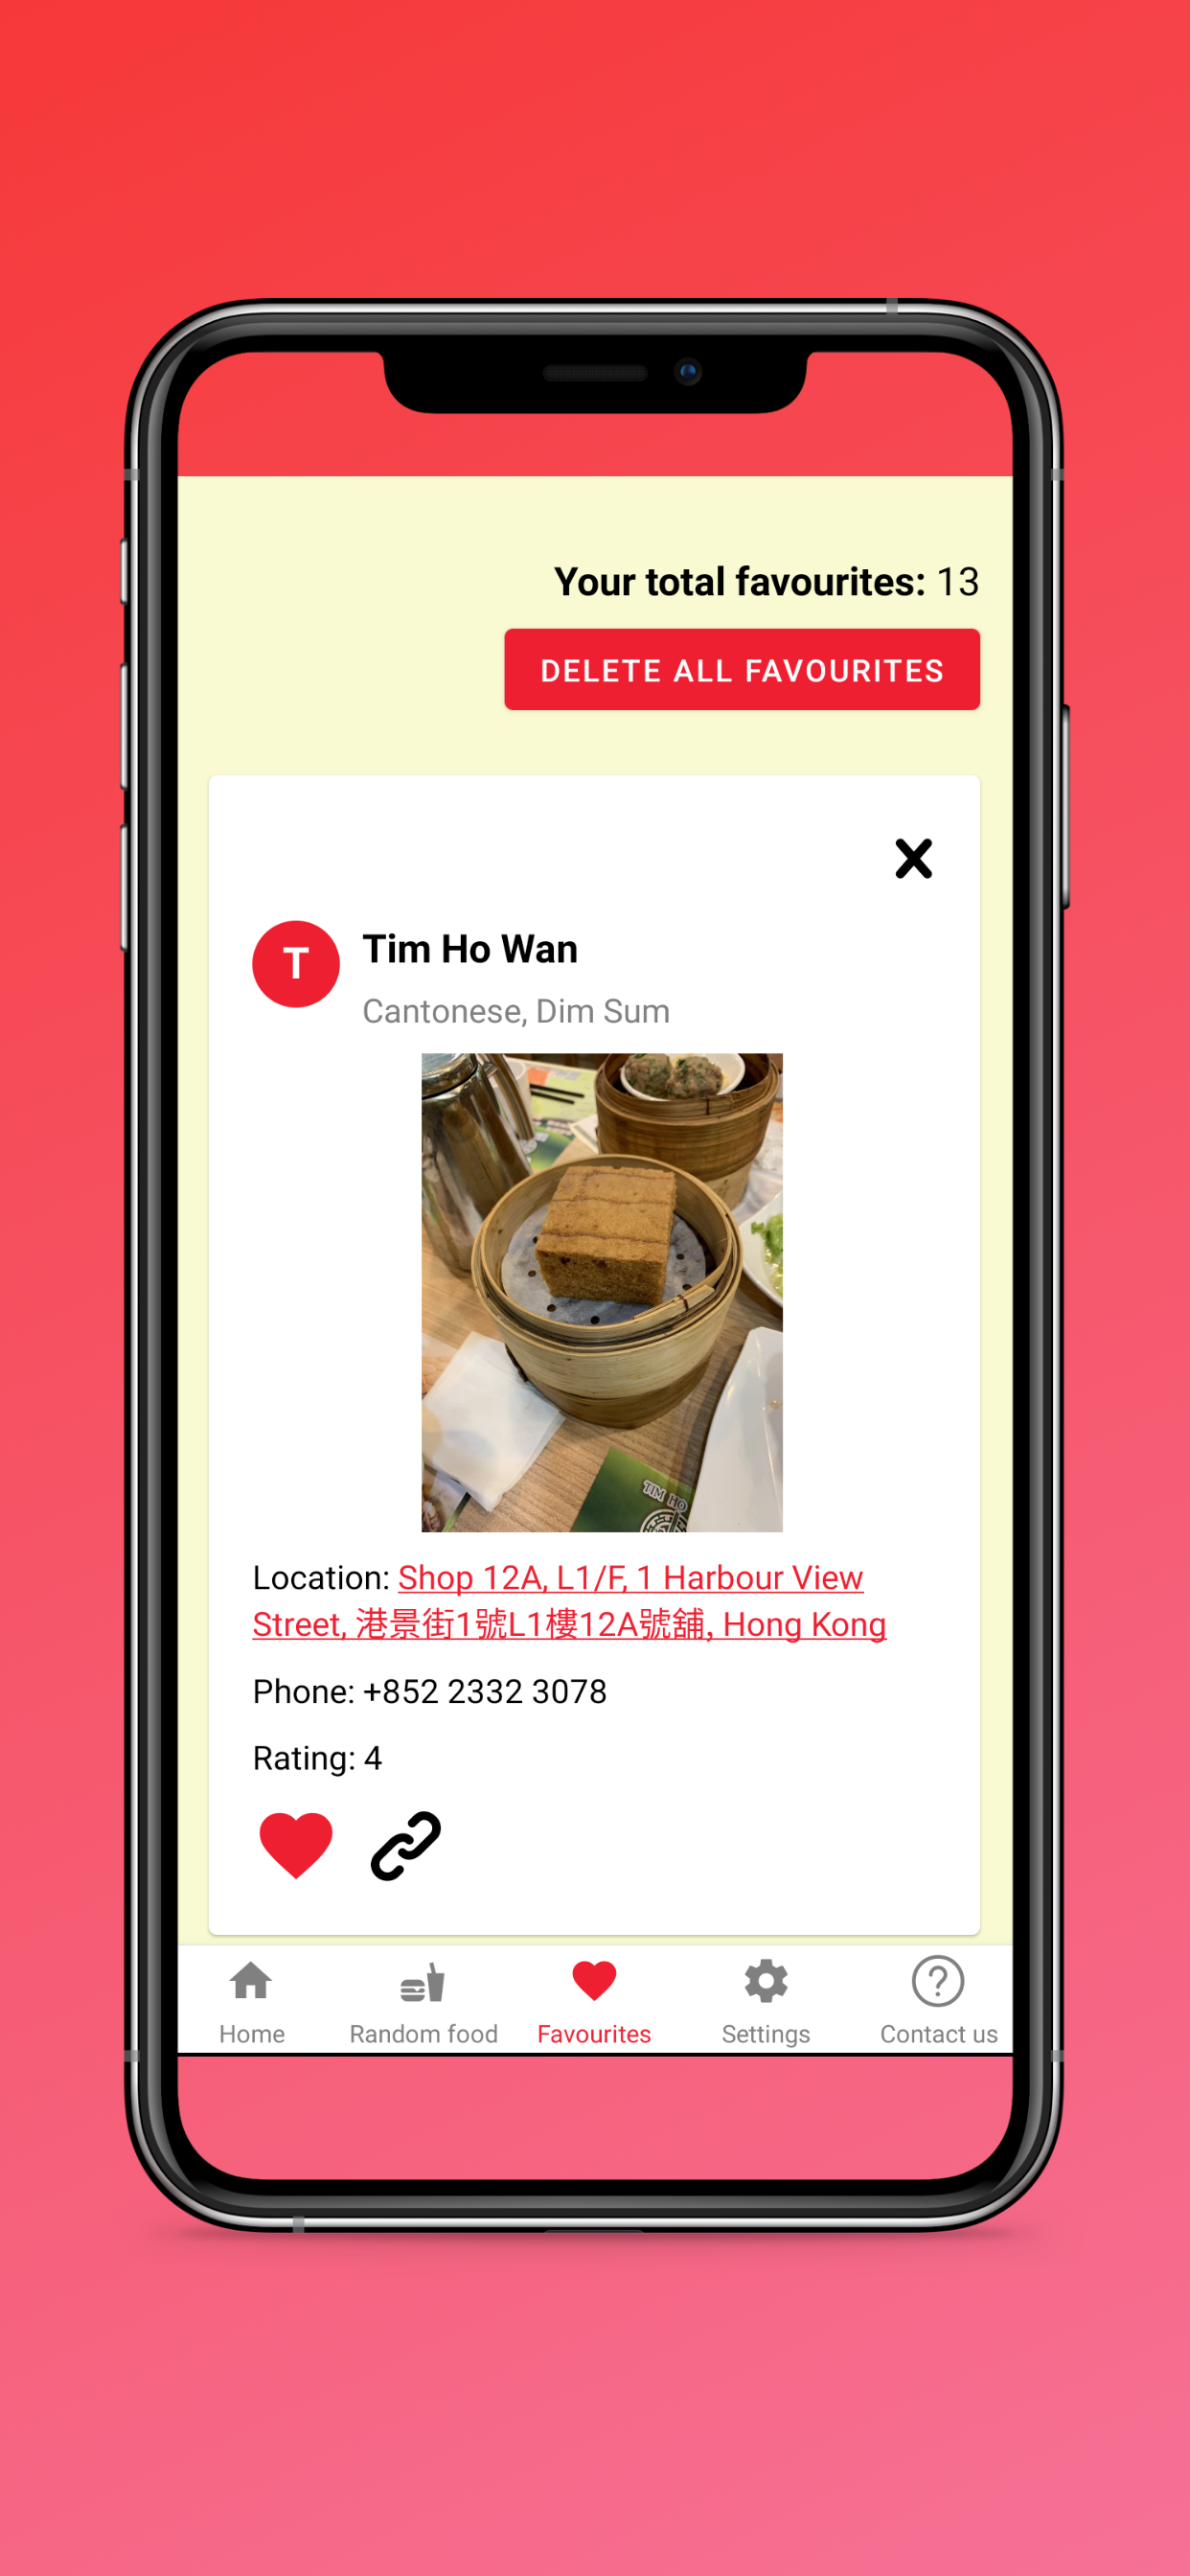 Your total favourites: 13
DELETE ALL FAVOURITES
T
Tim Ho Wan
Cantonese, Dim Sum
TIM HO
Location: Shop 12A, L1/F, 1 Harbour View
Street, 港景街1號L1樓12A號舖, Hong Kong
Phone: +852 2332 3078
Rating: 4
Home Random food Favourites Settings Contact us